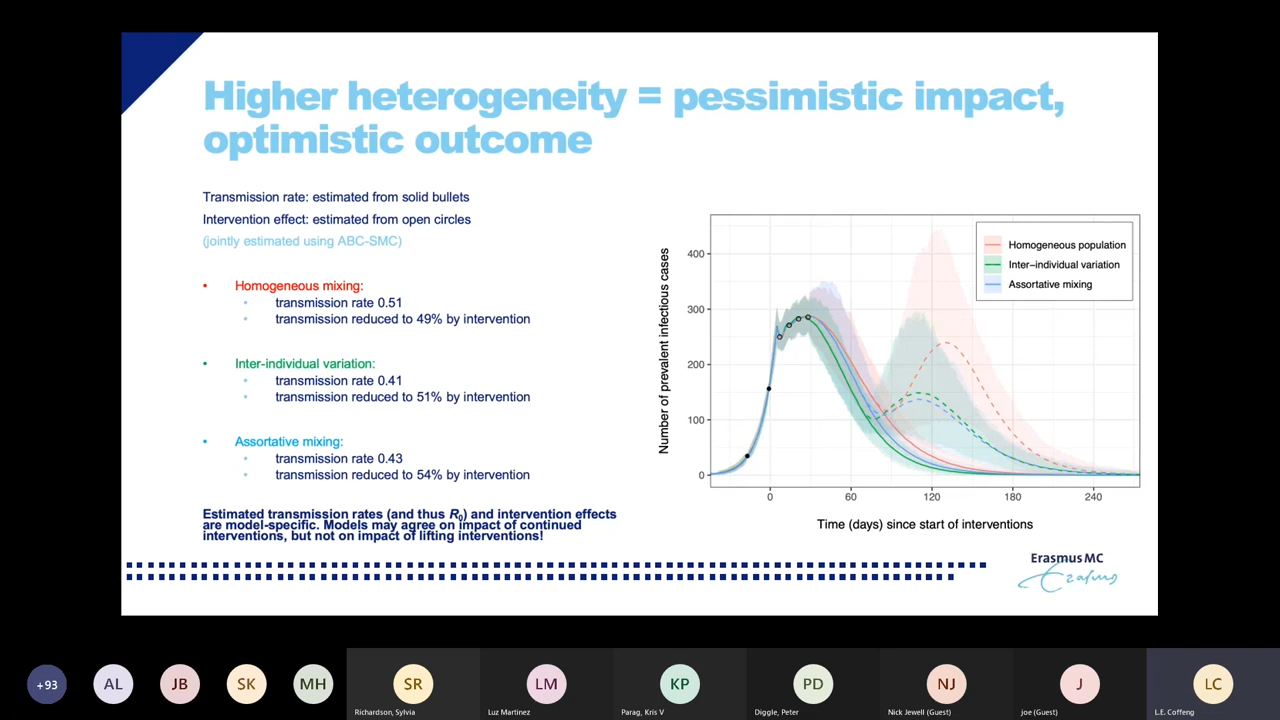 Higher heterogeneity = pessimistic impact,
optimistic outcome
Transmission rate: estimated from solid bullets
Intervention effect: estimated from open circles
(jointly estimated using ABC-SMC)
• Homogeneous mixing:
• transmission rate 0.51
• transmission reduced to 49% by intervention
• Inter-individual variation:
• transmission rate 0.41
• transmission reduced to 51% by intervention
• Assortative mixing:
• transmission rate 0.43
• transmission reduced to 54% by intervention
Estimated transmission rates (and thus R0) and intervention effects
are model-specific. Models may agree on impact of continued
interventions, but not on impact of lifting interventions!
Number of prevalent infectious cases
400
300
200
100
0
Homogeneous population
Inter-individual variation
Assortative mixing
0 60 120 180 240
Time (days) since start of interventions
Erasmus MC
Erasmus
+93 AL JB SK MH SR LM KP PD NJ J LC
Richardson, Sylvia Luz Martinez Parag, Kris V Diggle, Peter Nick Jewell (Guest) joe (Guest) L.E. Coffeng